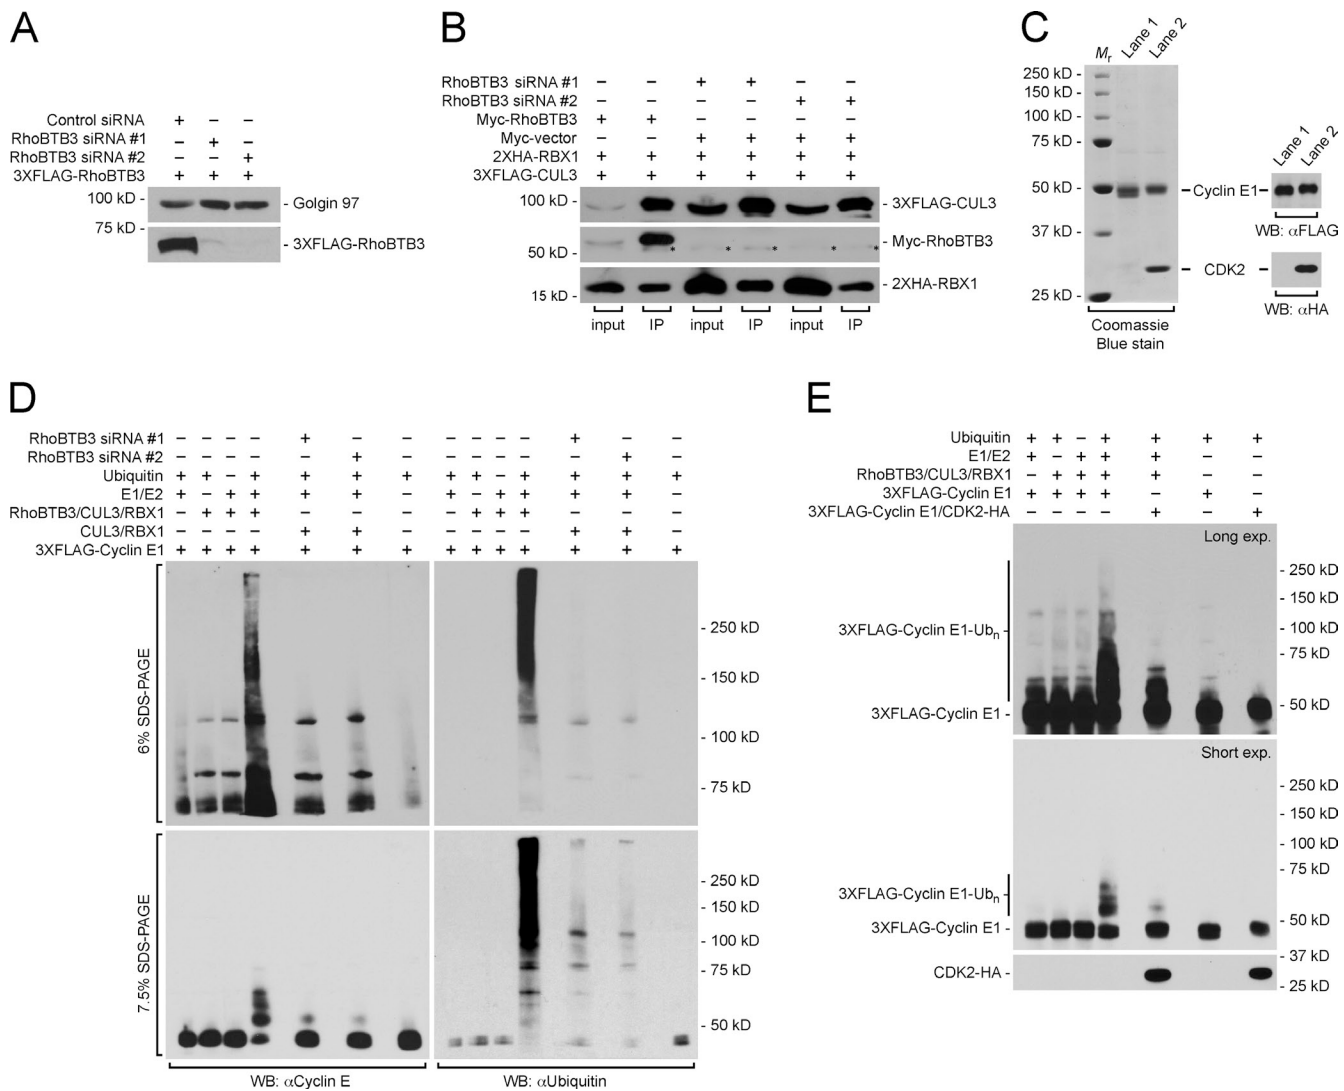 A
Control siRNA + – –
RhoBTB3 siRNA #1 – + –
RhoBTB3 siRNA #2 – – +
3XFLAG-RhoBTB3 + + +
100 kD - - Golgin 97
75 kD -
- 3XFLAG-RhoBTB3
B
RhoBTB3 siRNA #1 – – + + – –
RhoBTB3 siRNA #2 – – – – + +
Myc-RhoBTB3 + + – – – –
Myc-vector – – + + + +
2XHA-RBX1 + + + + + +
3XFLAG-CUL3 + + + + + +
100 kD - - 3XFLAG-CUL3
Myc-RhoBTB3
50 kD - * * * *
15 kD - - 2XHA-RBX1
input IP input IP input IP
C
Mr Lane 1 Lane 2
250 kD -
150 kD -
100 kD -
75 kD -
50 kD - – Cyclin E1 –
37 kD -
– CDK2 –
25 kD -
Coomassie
Blue stain
Lane 1 Lane 2
WB: αFLAG
WB: αHA
D
RhoBTB3 siRNA #1 – – – – + – – – – – – + – –
RhoBTB3 siRNA #2 – – – – – + – – – – – – + –
Ubiquitin + + – + + + + + + – + + + +
E1/E2 + – + + + + – + – + + + + –
RhoBTB3/CUL3/RBX1 – + + + – – – – + + + – – –
CUL3/RBX1 – – – – + + – – – – – + + –
3XFLAG-Cyclin E1 + + + + + + + + + + + + + +
6% SDS-PAGE
- 250 kD
- 150 kD
- 100 kD
- 75 kD
7.5% SDS-PAGE
- 250 kD
- 150 kD
- 100 kD
- 75 kD
- 50 kD
WB: αCyclin E
WB: αUbiquitin
E
Ubiquitin + + – + + + +
E1/E2 + – + + + – –
RhoBTB3/CUL3/RBX1 – + + + + – –
3XFLAG-Cyclin E1 + + + + – + –
3XFLAG-Cyclin E1/CDK2-HA – – – – + – +
Long exp.
- 250 kD
- 150 kD
3XFLAG-Cyclin E1-Ubn
- 100 kD
- 75 kD
3XFLAG-Cyclin E1 - - 50 kD
Short exp.
- 250 kD
- 150 kD
- 100 kD
- 75 kD
3XFLAG-Cyclin E1-Ubn
3XFLAG-Cyclin E1 - - 50 kD
- 37 kD
CDK2-HA -
- 25 kD